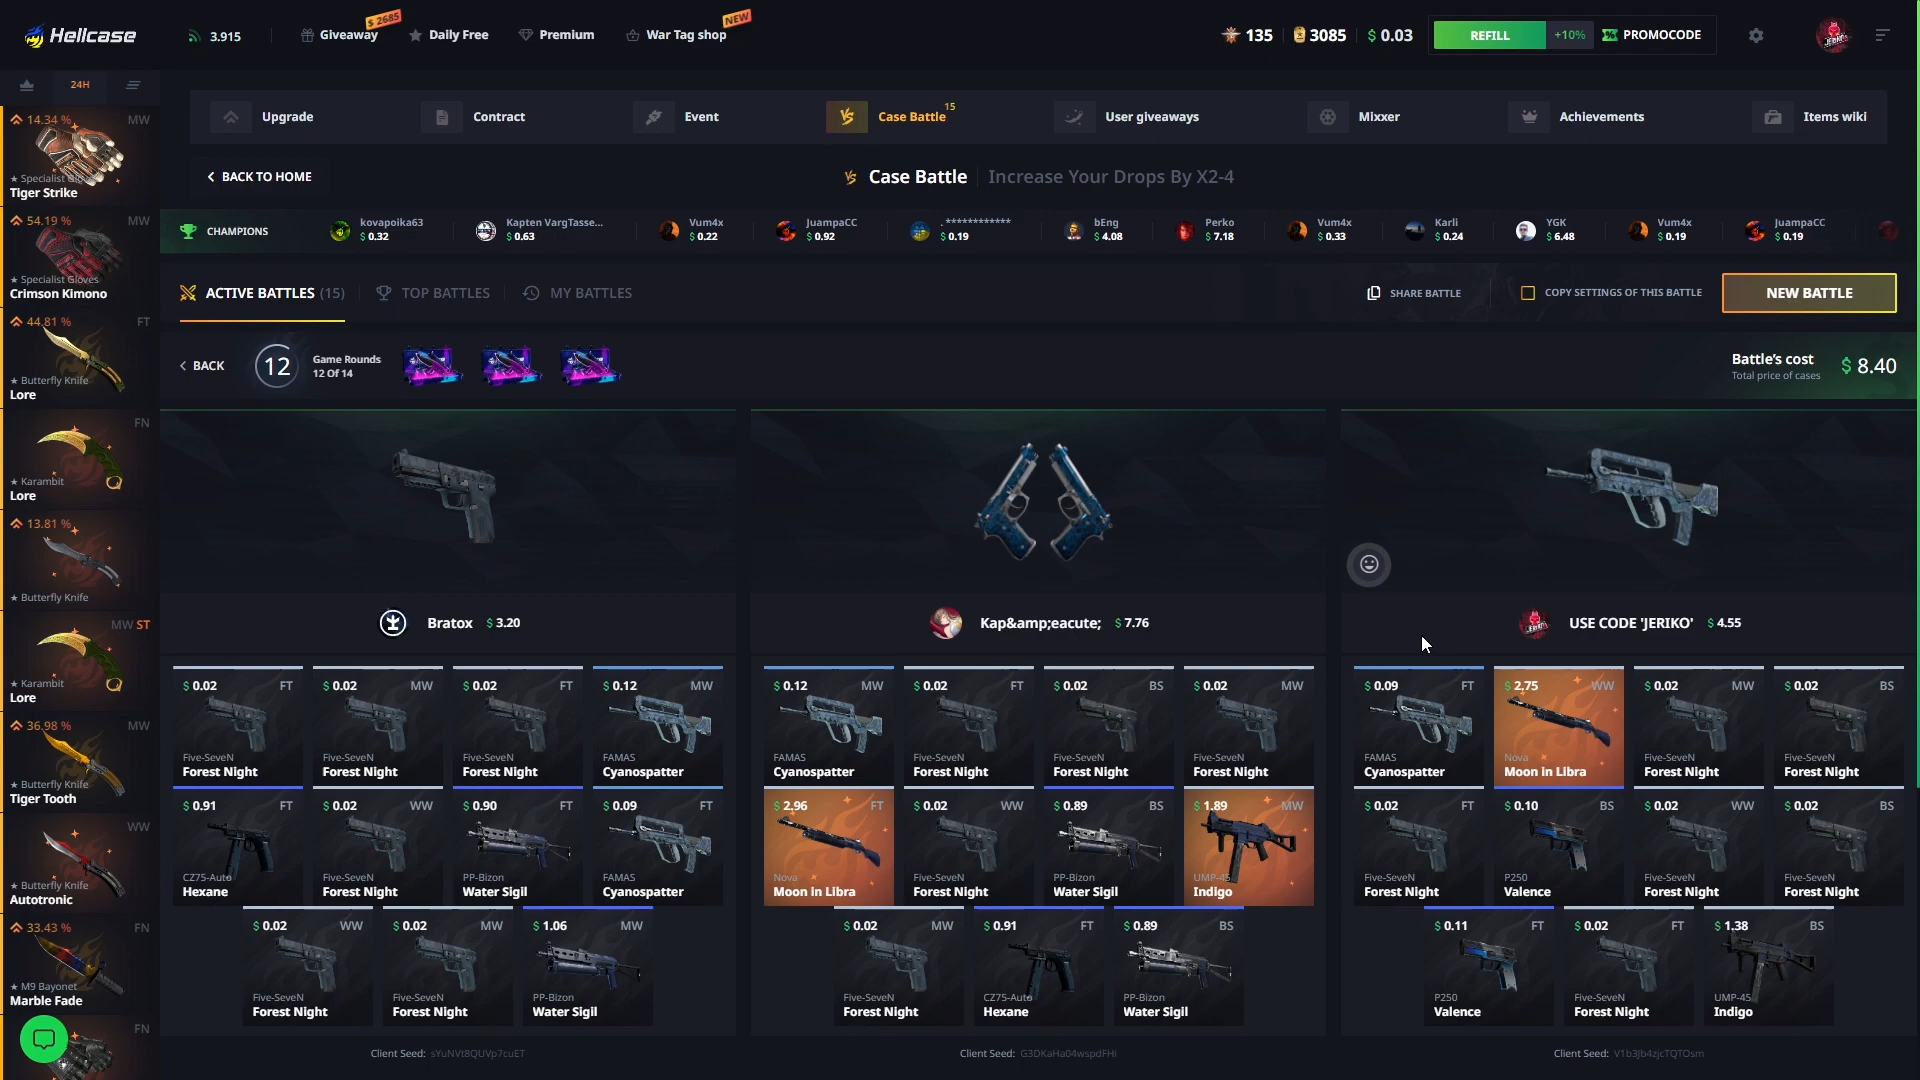 Hellcase
3.915
Giveaway
$ 2685
Daily Free
Premium
War Tag shop
NEW
135
3085
$ 0.03
REFILL
+10%
PROMOCODE
24H
Upgrade
Contract
Event
Case Battle
15
User giveaways
Mixxer
Achievements
Items wiki
BACK TO HOME
Case Battle
Increase Your Drops By X2-4
CHAMPIONS
kovapoika63
$ 0.32
Kapten VargTasse...
$ 0.63
Vum4x
$ 0.22
JuampaCC
$ 0.92
. ************
$ 0.19
bEng
$ 4.08
Perko
$ 7.18
Vum4x
$ 0.33
Karli
$ 0.24
YGK
$ 6.48
Vum4x
$ 0.19
JuampaCC
$ 0.19
ACTIVE BATTLES (15)
TOP BATTLES
MY BATTLES
SHARE BATTLE
COPY SETTINGS OF THIS BATTLE
NEW BATTLE
BACK
12
Game Rounds
12 Of 14
Battle's cost
Total price of cases
$ 8.40
14.34 %
MW
★ Specialist Gloves
Tiger Strike
54.19 %
MW
★ Specialist Gloves
Crimson Kimono
44.81 %
FT
★ Butterfly Knife
Lore
FN
★ Karambit
Lore
13.81 %
★ Butterfly Knife
MW ST
★ Karambit
Lore
36.98 %
MW
★ Butterfly Knife
Tiger Tooth
WW
★ Butterfly Knife
Autotronic
33.43 %
FN
★ M9 Bayonet
Marble Fade
FN
Bratox
$ 3.20
$ 0.02 FT
Five-SeveN
Forest Night
$ 0.02 MW
Five-SeveN
Forest Night
$ 0.02 FT
Five-SeveN
Forest Night
$ 0.12 MW
FAMAS
Cyanospatter
$ 0.91 FT
CZ75-Auto
Hexane
$ 0.02 WW
Five-SeveN
Forest Night
$ 0.90 FT
PP-Bizon
Water Sigil
$ 0.09 FT
FAMAS
Cyanospatter
$ 0.02 WW
Five-SeveN
Forest Night
$ 0.02 MW
Five-SeveN
Forest Night
$ 1.06 MW
PP-Bizon
Water Sigil
Client Seed: sYuNVt8QUVp7cuET
Kap&amp;eacute;
$ 7.76
$ 0.12 MW
FAMAS
Cyanospatter
$ 0.02 FT
Five-SeveN
Forest Night
$ 0.02 BS
Five-SeveN
Forest Night
$ 0.02 MW
Five-SeveN
Forest Night
$ 2.96 FT
Nova
Moon in Libra
$ 0.02 WW
Five-SeveN
Forest Night
$ 0.89 BS
PP-Bizon
Water Sigil
$ 1.89 MW
UMP-45
Indigo
$ 0.02 MW
Five-SeveN
Forest Night
$ 0.91 FT
CZ75-Auto
Hexane
$ 0.89 BS
PP-Bizon
Water Sigil
Client Seed: G3DKaHa04wspdFHi
USE CODE 'JERIKO'
$ 4.55
$ 0.09 FT
FAMAS
Cyanospatter
$ 2.75 WW
Nova
Moon in Libra
$ 0.02 MW
Five-SeveN
Forest Night
$ 0.02 BS
Five-SeveN
Forest Night
$ 0.02 FT
Five-SeveN
Forest Night
$ 0.10 BS
P250
Valence
$ 0.02 WW
Five-SeveN
Forest Night
$ 0.02 BS
Five-SeveN
Forest Night
$ 0.11 FT
P250
Valence
$ 0.02 FT
Five-SeveN
Forest Night
$ 1.38 BS
UMP-45
Indigo
Client Seed: V1b3Jb4zjcTQTOsm